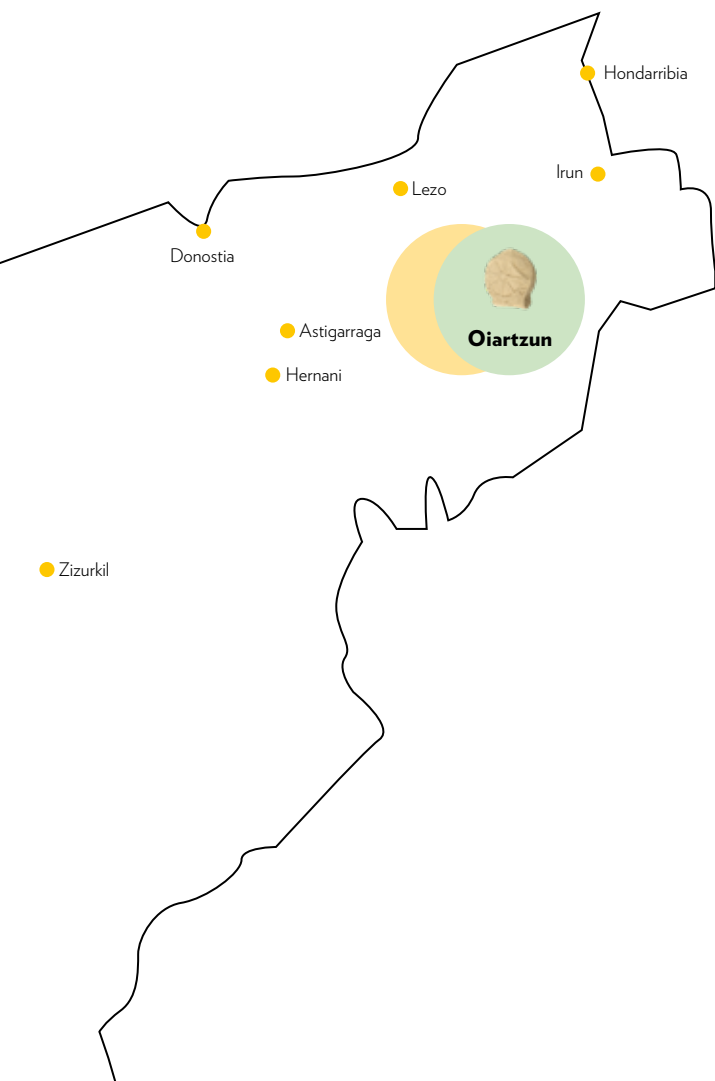 Hondarribia
Irun
Lezo
Donostia
Astigarraga
Oiartzun
Hernani
Zizurkil